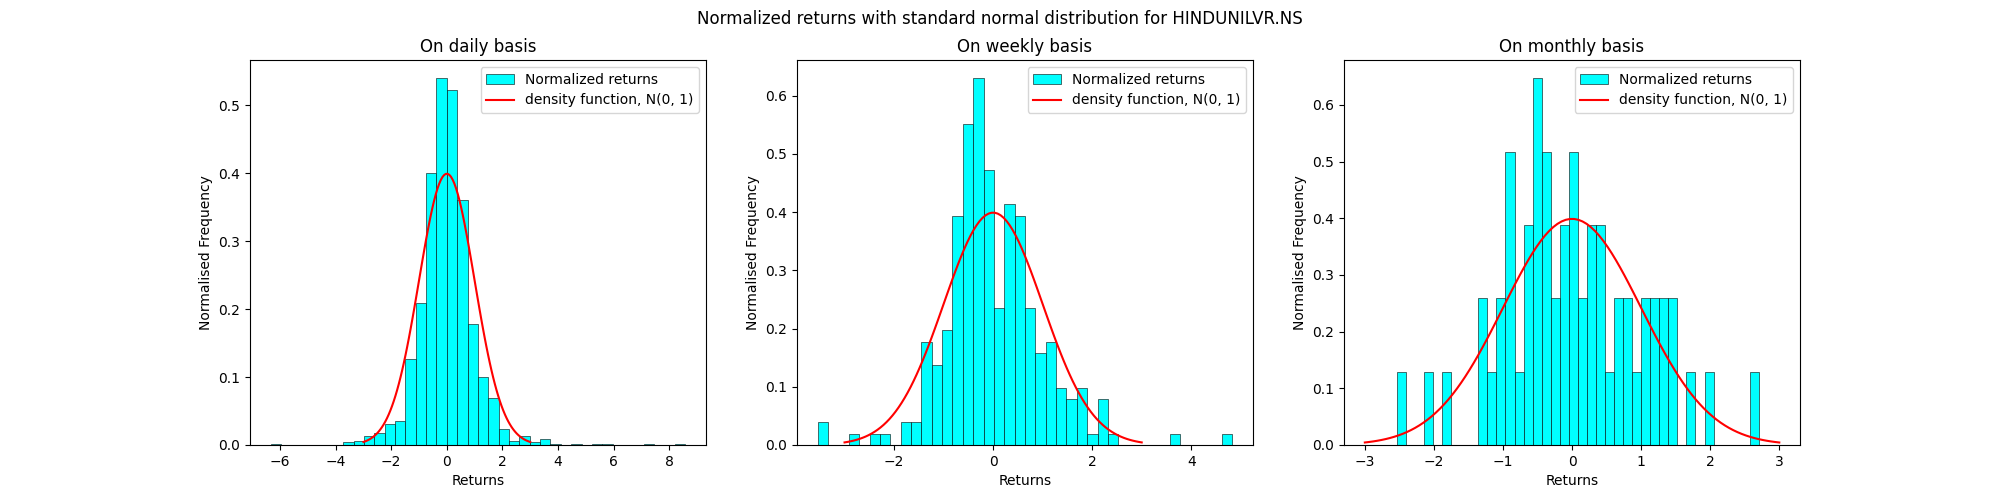 Normalized returns with standard normal distribution for HINDUNILVR.NS
On daily basis
Normalized returns
density function, N(0, 1)
Normalised Frequency
0.5
0.4
0.3
0.2
0.1
0.0
−6
−4
−2
0
2
4
6
8
Returns
On weekly basis
Normalized returns
density function, N(0, 1)
Normalised Frequency
0.6
0.5
0.4
0.3
0.2
0.1
0.0
−2
0
2
4
Returns
On monthly basis
Normalized returns
density function, N(0, 1)
Normalised Frequency
0.6
0.5
0.4
0.3
0.2
0.1
0.0
−3
−2
−1
0
1
2
3
Returns